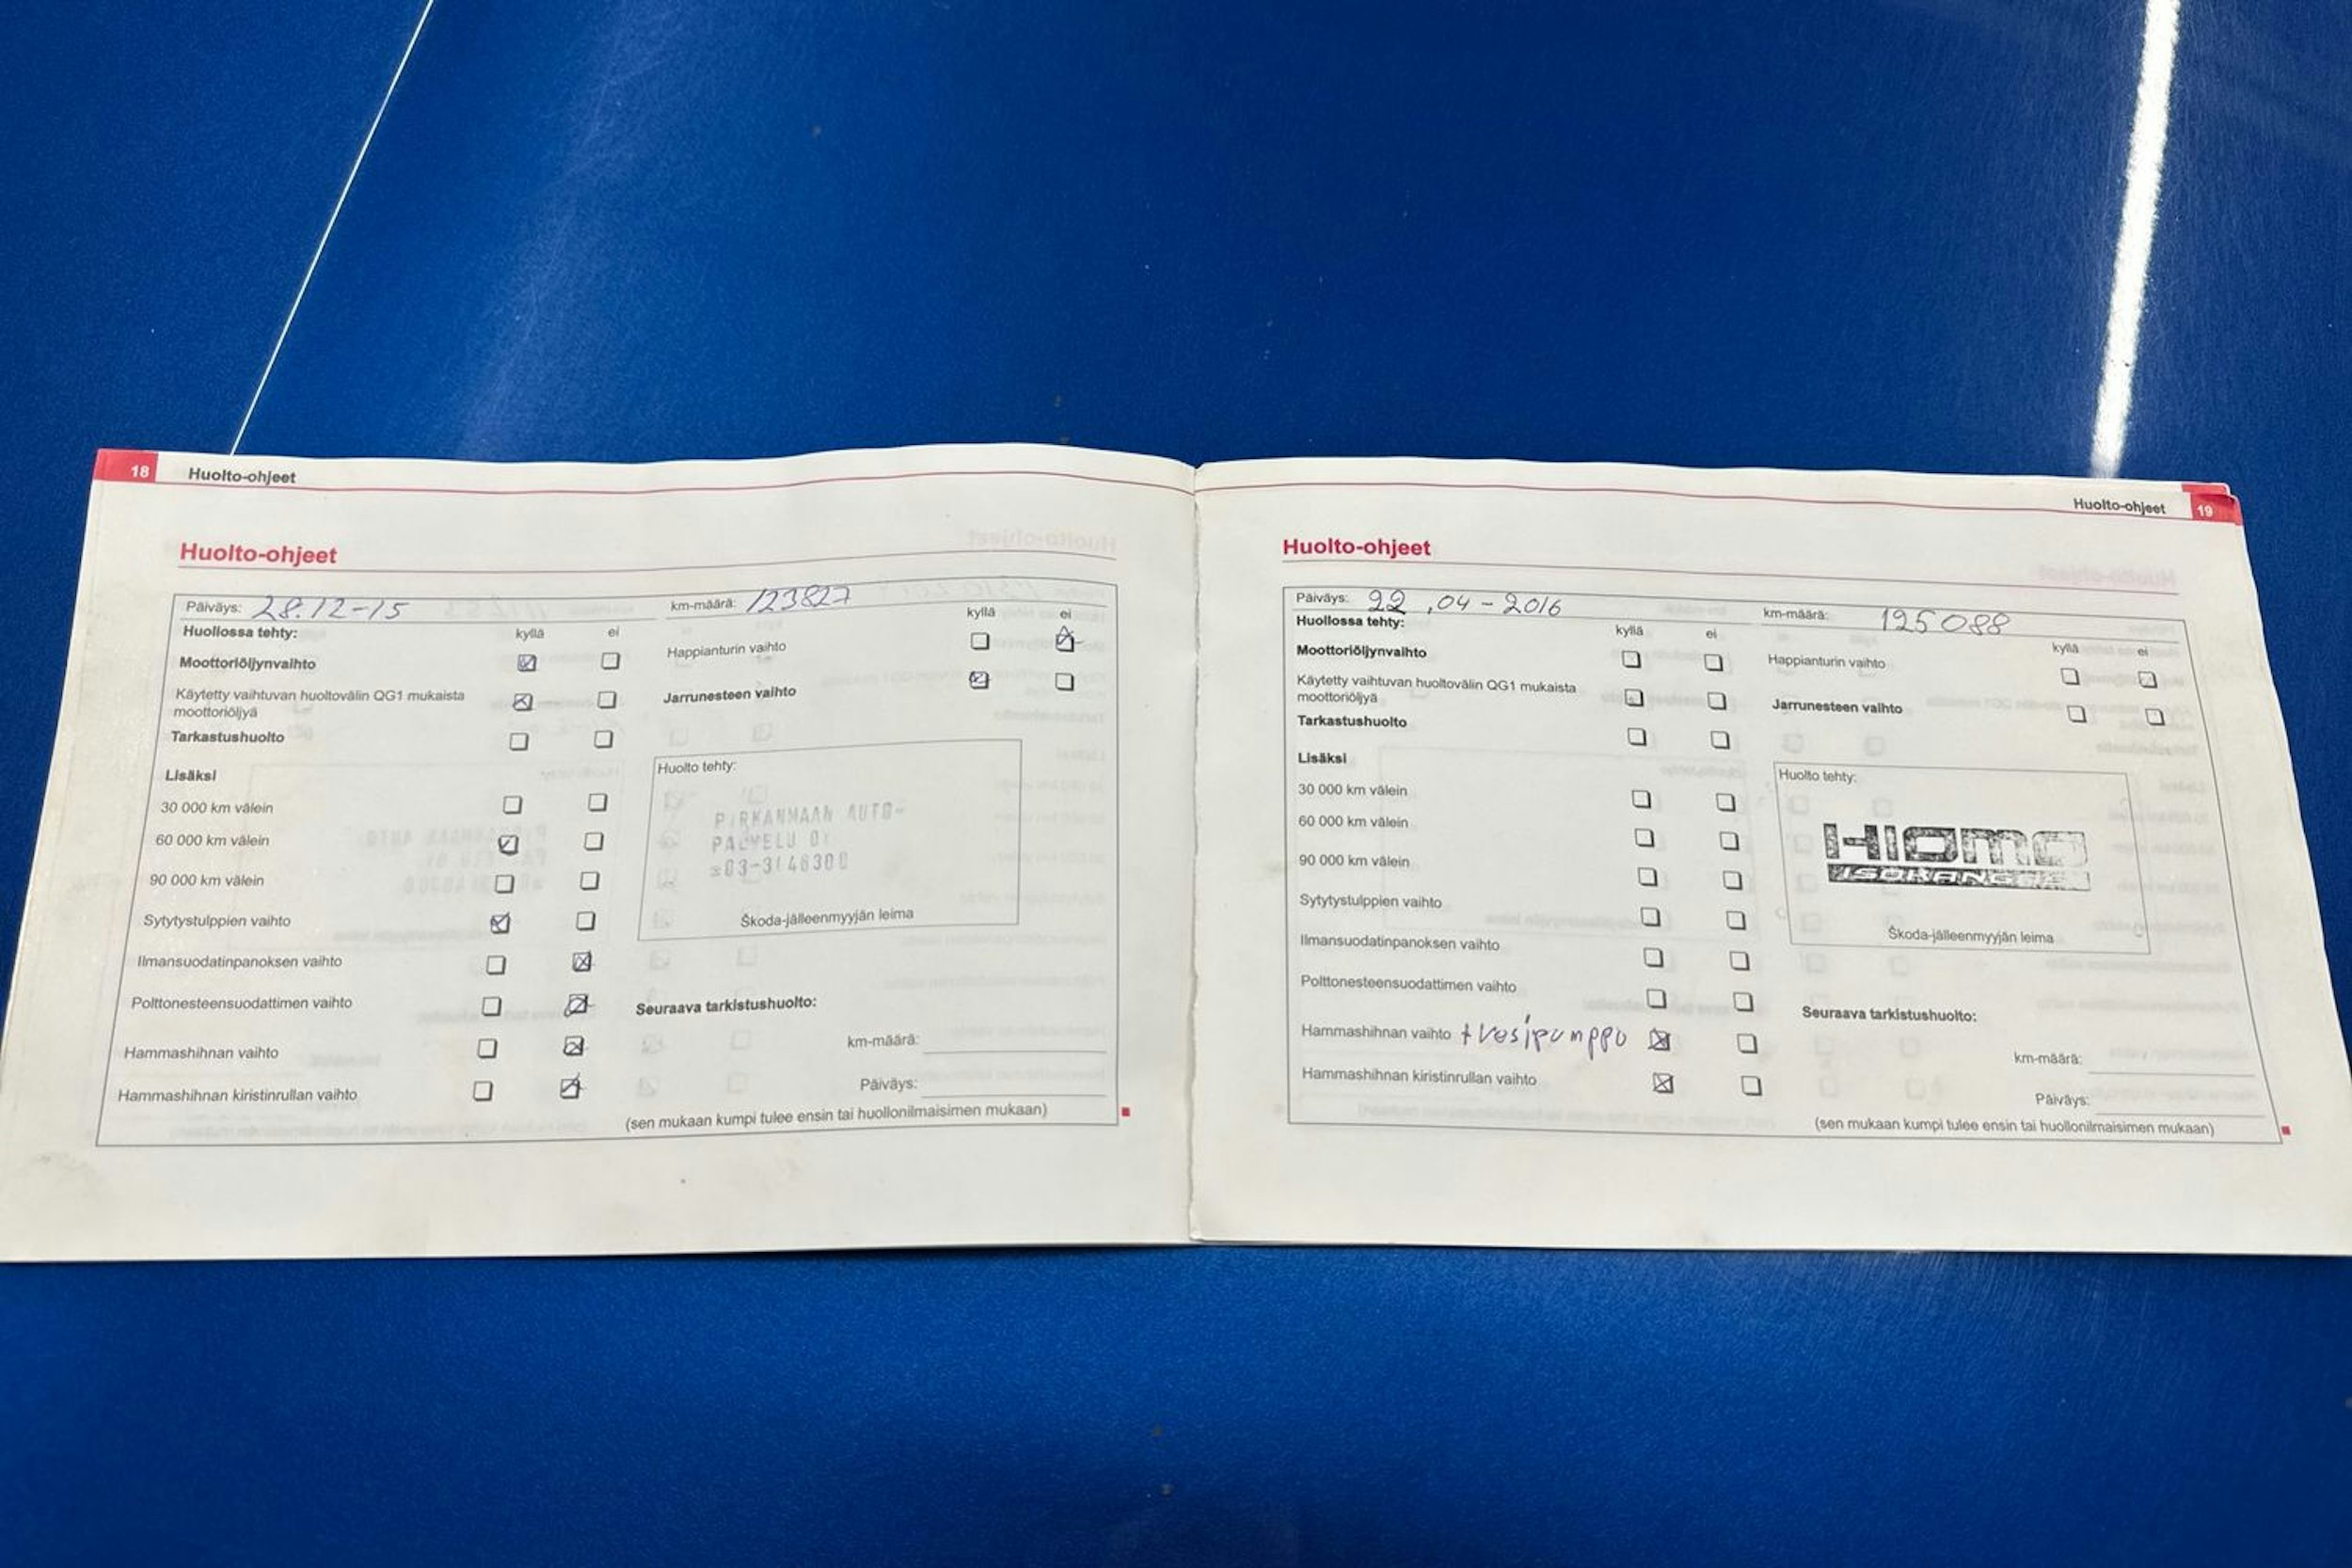 18 Huolto-ohjeet
Huolto-ohjeet
Päiväys: 28.12-15 km-määrä: 123827
Huollossa tehty: kyllä ei kyllä ei
Moottoriöljynvaihto Happianturin vaihto
Käytetty vaihtuvan huoltovälin QG1 mukaista
moottoriöljyä Jarrunesteen vaihto
Tarkastushuolto
Lisäksi Huolto tehty:
30 000 km välein PIRKANMAAN AUTO-
60 000 km välein PALVELU OY
☎03-3146300
90 000 km välein
Sytytystulppien vaihto Škoda-jälleenmyyjän leima
Ilmansuodatinpanoksen vaihto
Polttonesteensuodattimen vaihto Seuraava tarkistushuolto:
Hammashihnan vaihto km-määrä:
Hammashihnan kiristinrullan vaihto Päiväys:
(sen mukaan kumpi tulee ensin tai huollonilmaisimen mukaan)
Huolto-ohjeet 19
Huolto-ohjeet
Päiväys: 22,04-2016 km-määrä: 125088
Huollossa tehty: kyllä ei kyllä ei
Moottoriöljynvaihto Happianturin vaihto
Käytetty vaihtuvan huoltovälin QG1 mukaista
moottoriöljyä Jarrunesteen vaihto
Tarkastushuolto
Lisäksi Huolto tehty:
30 000 km välein
60 000 km välein HIOMO
90 000 km välein ISOKANGAS
Sytytystulppien vaihto Škoda-jälleenmyyjän leima
Ilmansuodatinpanoksen vaihto
Polttonesteensuodattimen vaihto Seuraava tarkistushuolto:
Hammashihnan vaihto + vesipumppu km-määrä:
Hammashihnan kiristinrullan vaihto Päiväys:
(sen mukaan kumpi tulee ensin tai huollonilmaisimen mukaan)